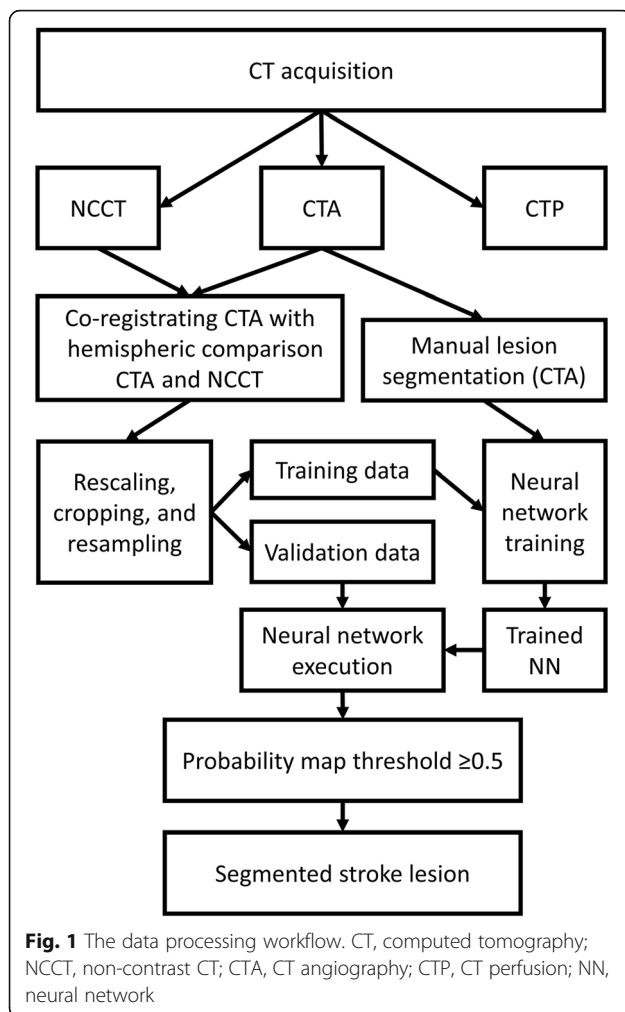 CT acquisition
NCCT
CTA
CTP
Co-registrating CTA with
hemispheric comparison
CTA and NCCT
Manual lesion
segmentation (CTA)
Rescaling,
cropping, and
resampling
Training data
Validation data
Neural
network
training
Neural network
execution
Trained
NN
Probability map threshold ≥0.5
Segmented stroke lesion
Fig. 1 The data processing workflow. CT, computed tomography;
NCCT, non-contrast CT; CTA, CT angiography; CTP, CT perfusion; NN,
neural network